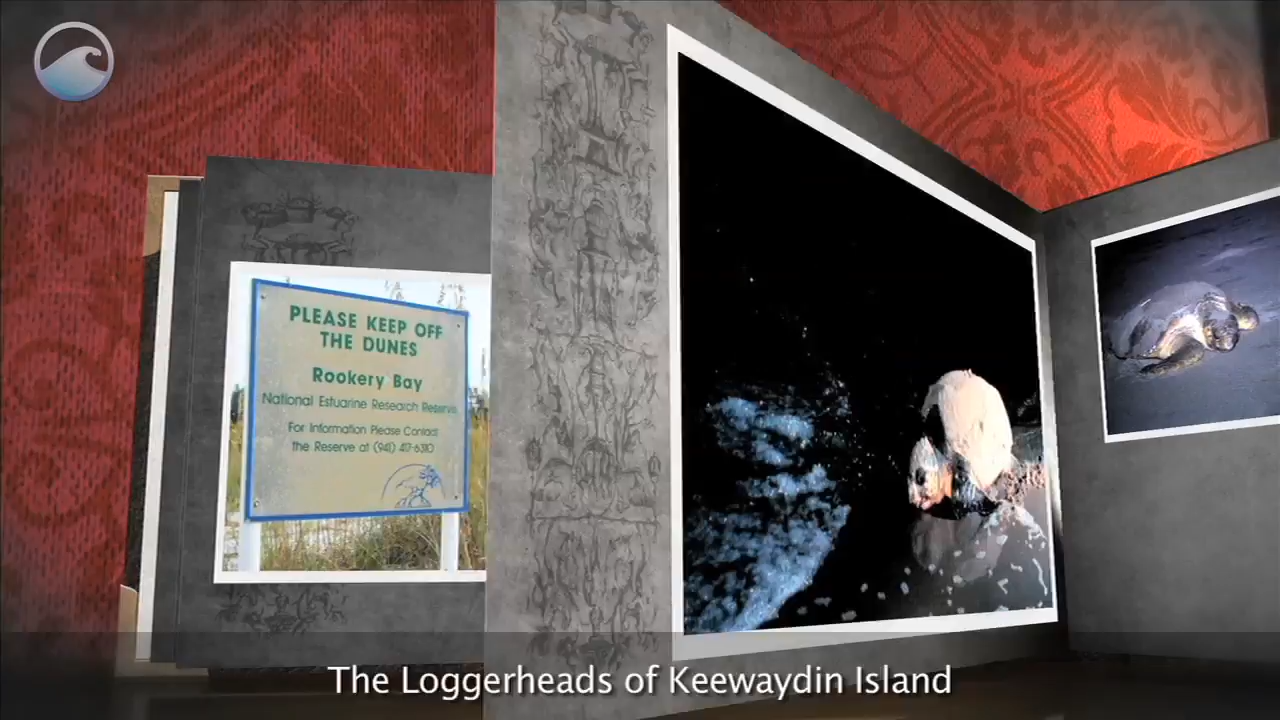 PLEASE KEEP OFF
THE DUNES
Rookery Bay
National Estuarine Research Reserve
For Information Please Contact
the Reserve at (941) 417-6310
The Loggerheads of Keewaydin Island